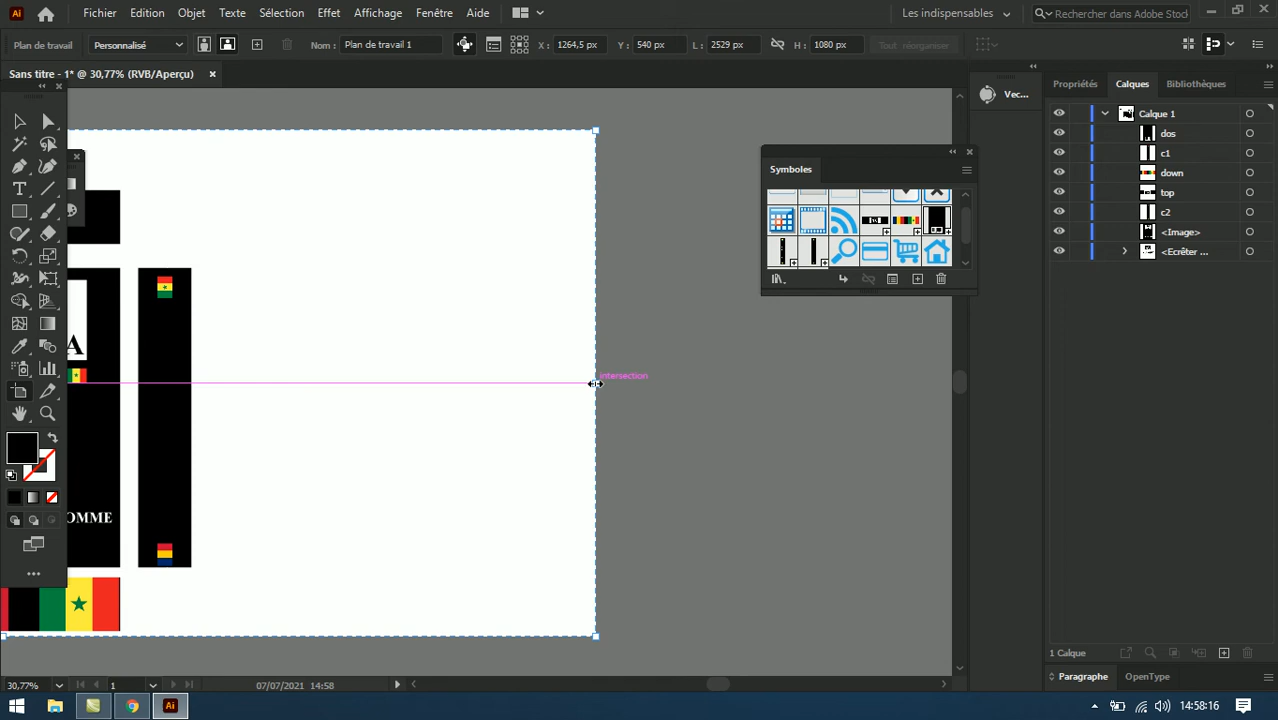 Ai
Fichier Edition Objet Texte Sélection Effet Affichage Fenêtre Aide
Les indispensables
Rechercher dans Adobe Stock
Plan de travail Personnalisé Nom : Plan de travail 1 X : 1264,5 px Y : 540 px L : 2529 px H : 1080 px Tout réorganiser
Sans titre - 1* @ 30,77% (RVB/Aperçu) ×
Vec...
Propriétés Calques Bibliothèques
Calque 1
dos
c1
down
top
c2
<Image>
<Ecrêter ...
Symboles
intersection
A
OMME
1 Calque
Paragraphe OpenType
30,77% 1 07/07/2021 14:58
Ai
14:58:16